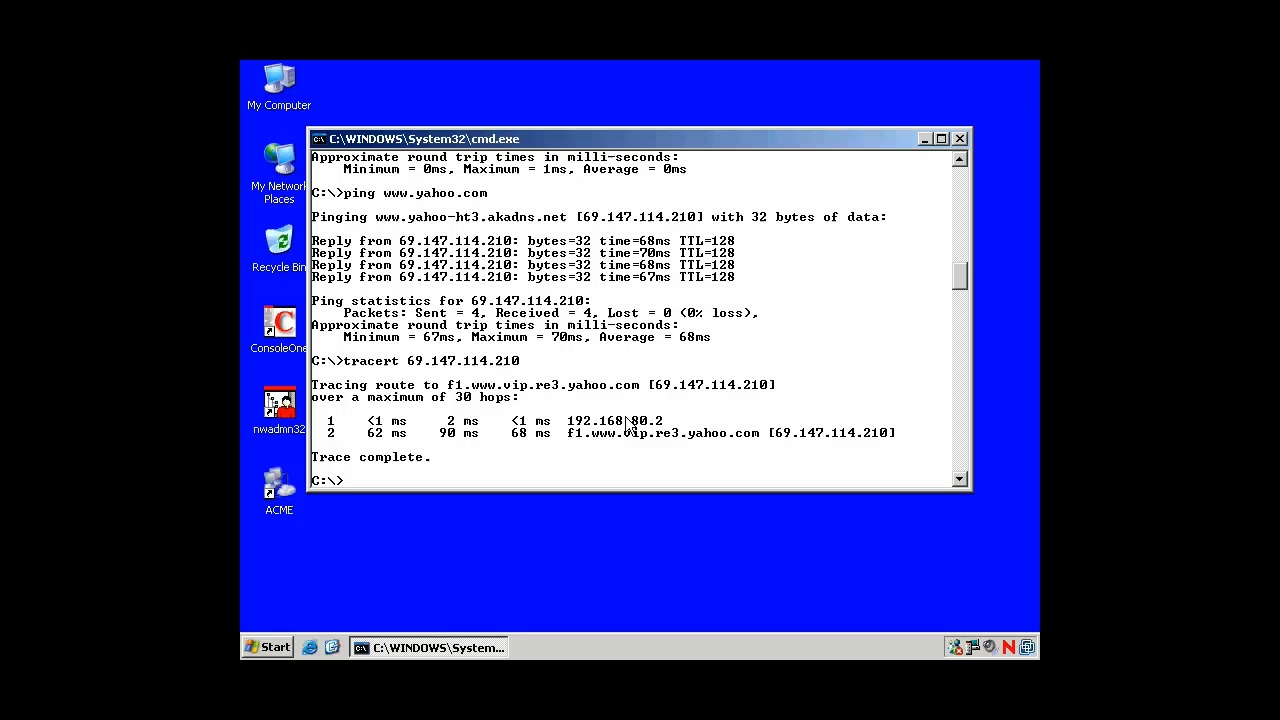 My Computer
My Network
Places
Recycle Bin
ConsoleOne
nwadmn32
ACME
C:\WINDOWS\System32\cmd.exe
Approximate round trip times in milli-seconds:
Minimum = 0ms, Maximum = 1ms, Average = 0ms
C:\>ping www.yahoo.com
Pinging www.yahoo-ht3.akadns.net [69.147.114.210] with 32 bytes of data:
Reply from 69.147.114.210: bytes=32 time=68ms TTL=128
Reply from 69.147.114.210: bytes=32 time=70ms TTL=128
Reply from 69.147.114.210: bytes=32 time=68ms TTL=128
Reply from 69.147.114.210: bytes=32 time=67ms TTL=128
Ping statistics for 69.147.114.210:
Packets: Sent = 4, Received = 4, Lost = 0 (0% loss),
Approximate round trip times in milli-seconds:
Minimum = 67ms, Maximum = 70ms, Average = 68ms
C:\>tracert 69.147.114.210
Tracing route to f1.www.vip.re3.yahoo.com [69.147.114.210]
over a maximum of 30 hops:
1 <1 ms 2 ms <1 ms 192.168.80.2
2 62 ms 90 ms 68 ms f1.www.vip.re3.yahoo.com [69.147.114.210]
Trace complete.
C:\>
Start
C:\WINDOWS\System...